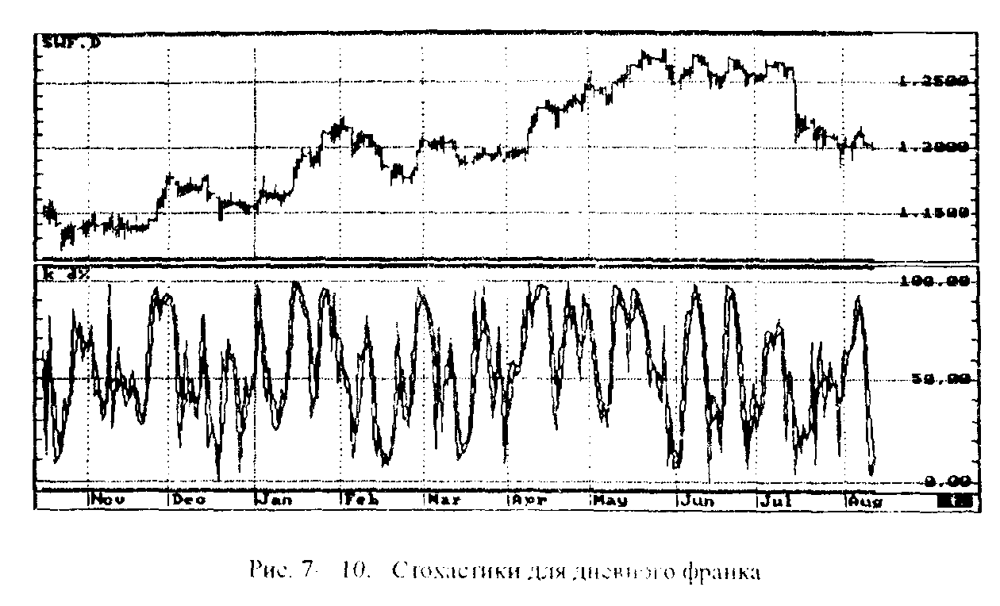 SWF.D
1.2500
1.2000
1.1500
k d%
100.00
50.00
0.00
Nov Dec Jan Feb Mar Apr May Jun Jul Aug
Рис. 7- 10. Стохастики для дневного франка